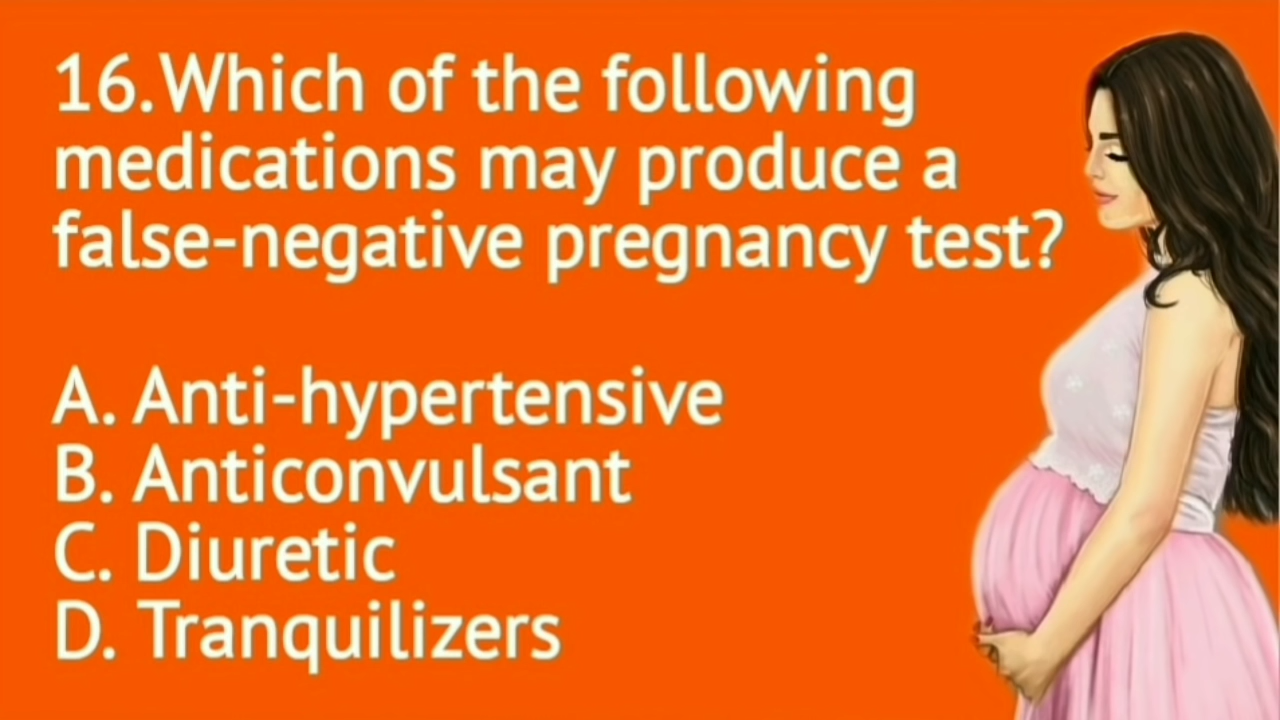 16.Which of the following
medications may produce a
false-negative pregnancy test?
A. Anti-hypertensive
B. Anticonvulsant
C. Diuretic
D. Tranquilizers